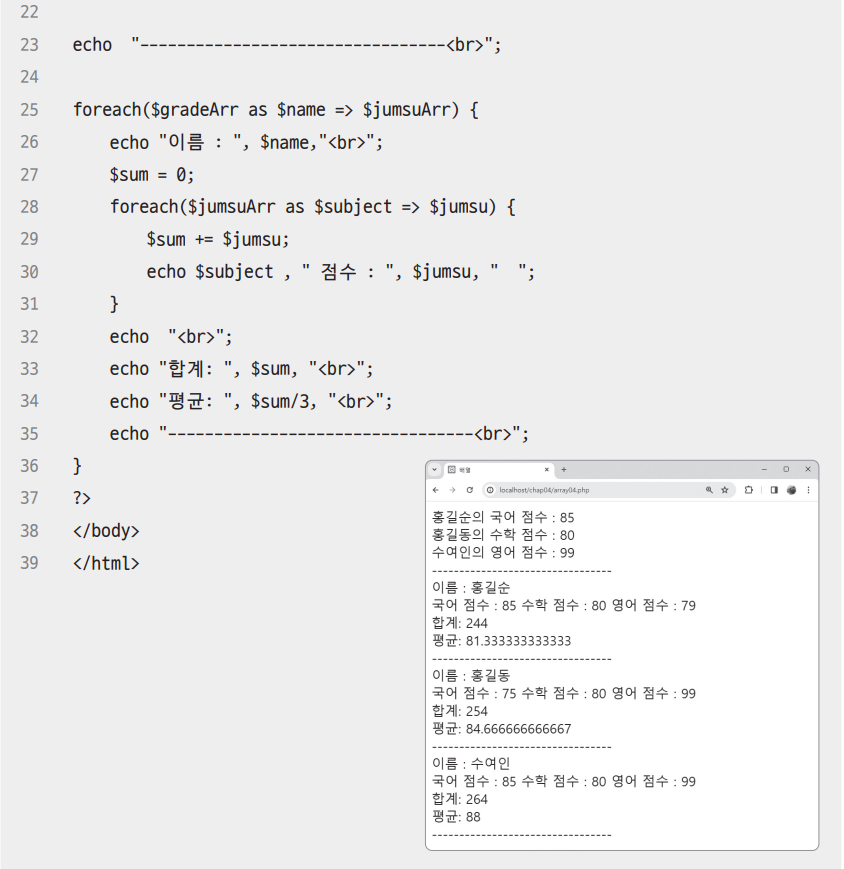 22
23 echo  "---------------------------------<br>";
24
25 foreach($gradeArr as $name => $jumsuArr) {
26     echo "이름 : ", $name,"<br>";
27     $sum = 0;
28     foreach($jumsuArr as $subject => $jumsu) {
29         $sum += $jumsu;
30         echo $subject , " 점수 : ", $jumsu, "  ";
31     }
32     echo  "<br>";
33     echo "합계: ", $sum, "<br>";
34     echo "평균: ", $sum/3, "<br>";
35     echo "---------------------------------<br>";
36 }
37 ?>
38 </body>
39 </html>
배열
localhost/chap04/array04.php
홍길순의 국어 점수 : 85
홍길동의 수학 점수 : 80
수여인의 영어 점수 : 99
---------------------------------
이름 : 홍길순
국어 점수 : 85 수학 점수 : 80 영어 점수 : 79
합계: 244
평균: 81.333333333333
---------------------------------
이름 : 홍길동
국어 점수 : 75 수학 점수 : 80 영어 점수 : 99
합계: 254
평균: 84.666666666667
---------------------------------
이름 : 수여인
국어 점수 : 85 수학 점수 : 80 영어 점수 : 99
합계: 264
평균: 88
---------------------------------